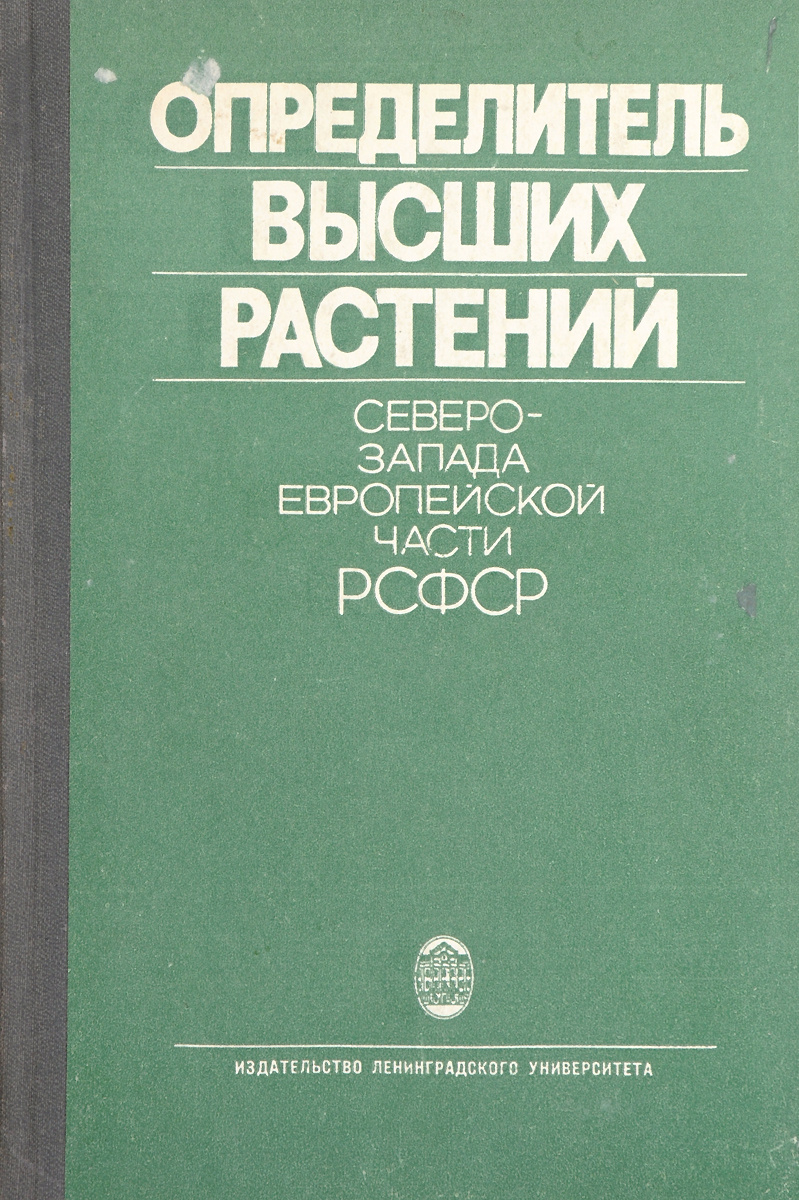 ОПРЕДЕЛИТЕЛЬ
ВЫСШИХ
РАСТЕНИЙ
СЕВЕРО-
ЗАПАДА
ЕВРОПЕЙСКОЙ
ЧАСТИ
РСФСР
ИЗДАТЕЛЬСТВО ЛЕНИНГРАДСКОГО УНИВЕРСИТЕТА